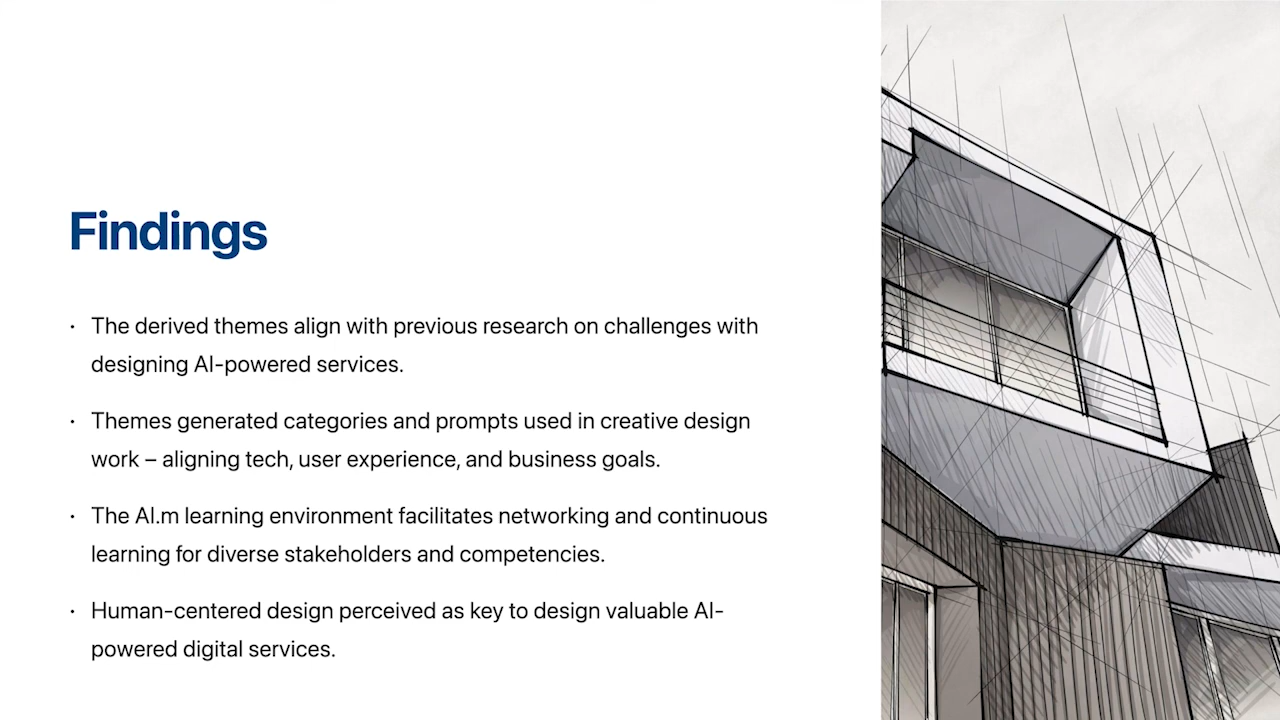 Findings
· The derived themes align with previous research on challenges with
designing AI-powered services.
· Themes generated categories and prompts used in creative design
work – aligning tech, user experience, and business goals.
· The AI.m learning environment facilitates networking and continuous
learning for diverse stakeholders and competencies.
· Human-centered design perceived as key to design valuable AI-
powered digital services.